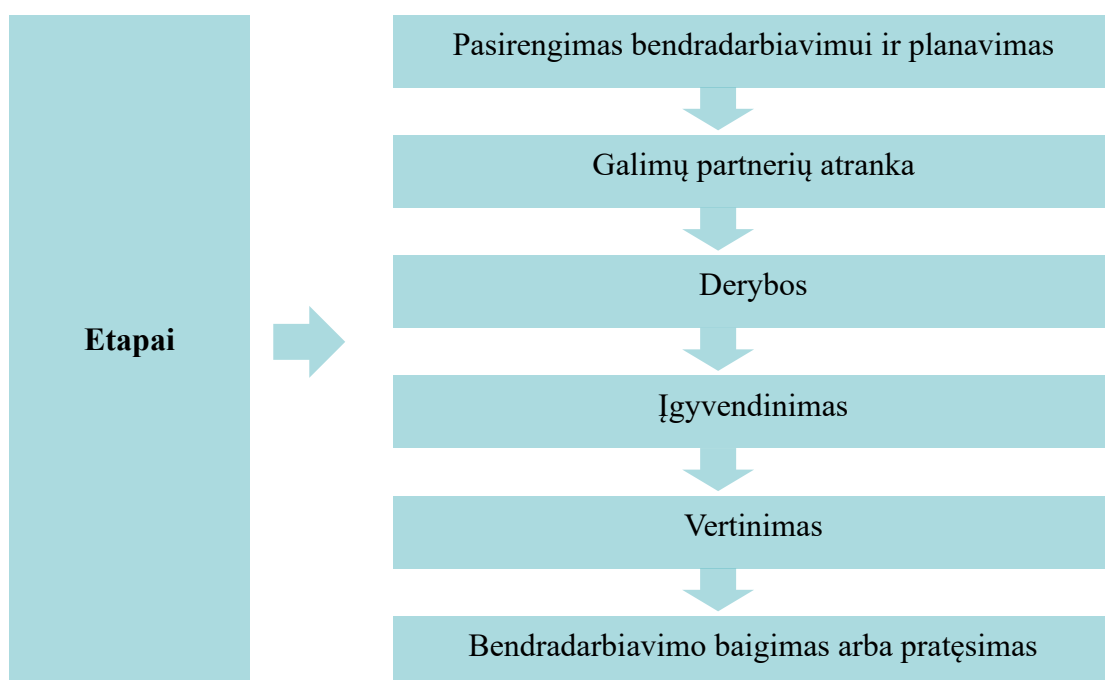 Etapai
Pasirengimas bendradarbiavimui ir planavimas
Galimų partnerių atranka
Derybos
Įgyvendinimas
Vertinimas
Bendradarbiavimo baigimas arba pratęsimas